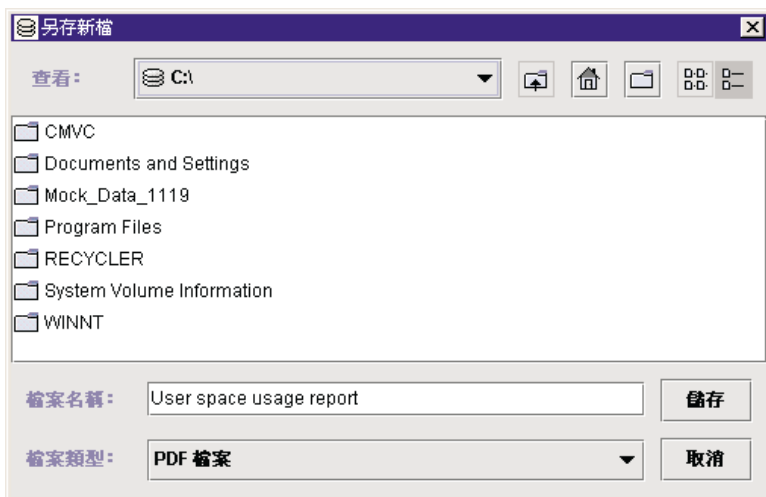 另存新檔
查看： C:\
CMVC
Documents and Settings
Mock_Data_1119
Program Files
RECYCLER
System Volume Information
WINNT
檔案名稱： User space usage report 儲存
檔案類型： PDF 檔案 取消